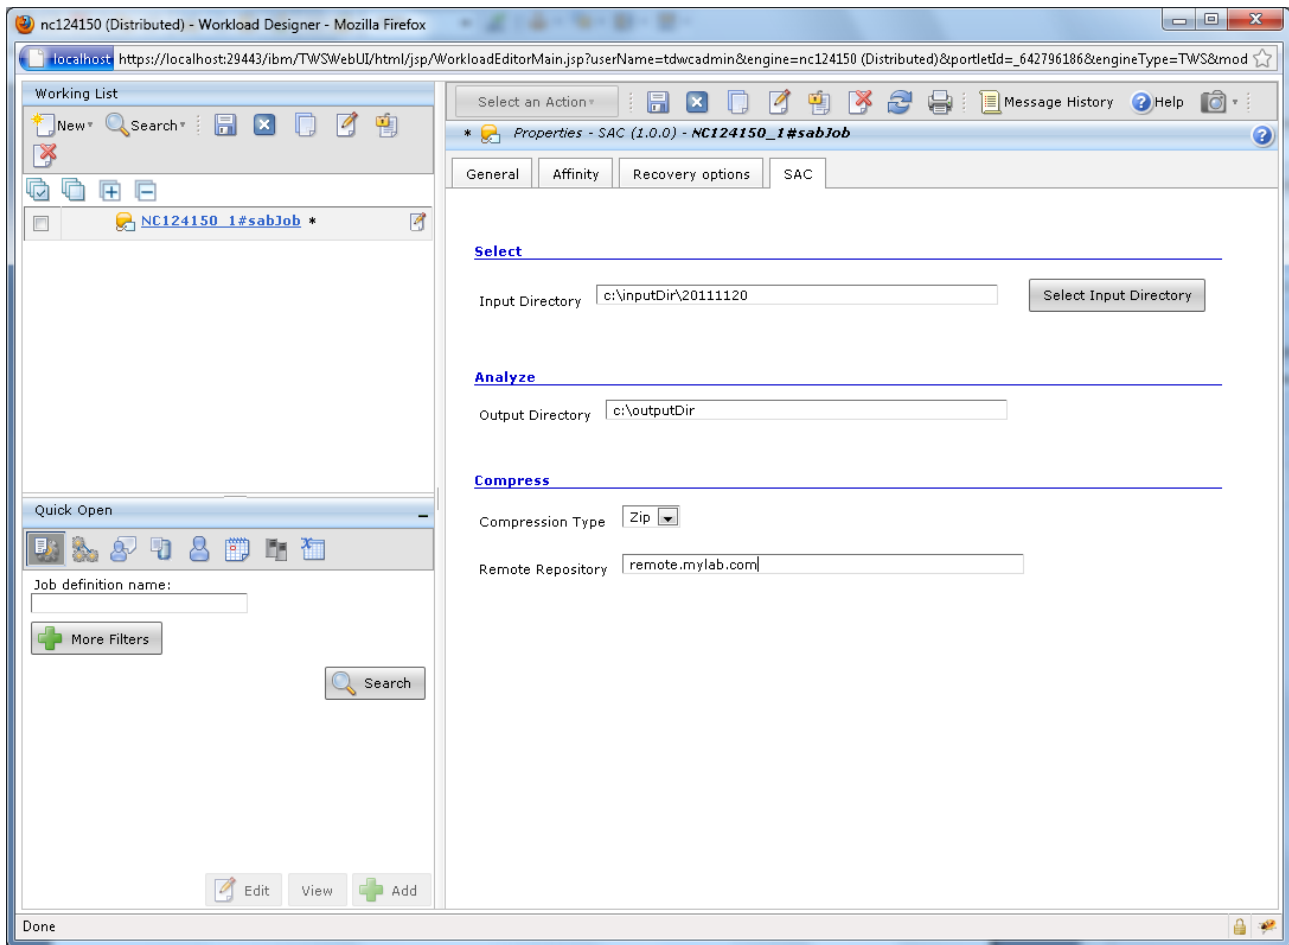 nc124150 (Distributed) - Workload Designer - Mozilla Firefox
localhost https://localhost:29443/ibm/TWSWebUI/html/jsp/WorkloadEditorMain.jsp?userName=tdwcadmin&engine=nc124150 (Distributed)&portletId=_642796186&engineType=TWS&mod
Working List
New Search
NC124150_1#sabJob *
Quick Open
Job definition name:
More Filters
Search
Edit View Add
Select an Action Message History Help
* Properties - SAC (1.0.0) - NC124150_1#sabJob
General Affinity Recovery options SAC
Select
Input Directory c:\inputDir\20111120 Select Input Directory
Analyze
Output Directory c:\outputDir
Compress
Compression Type Zip
Remote Repository remote.mylab.com
Done